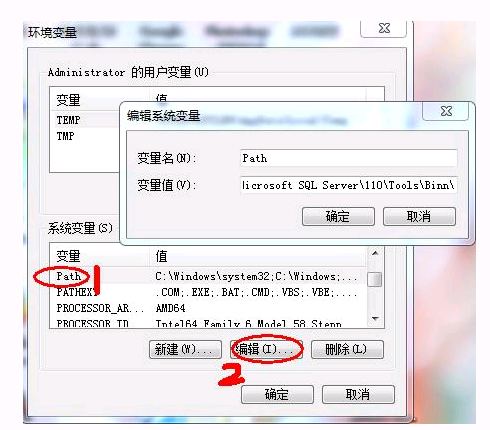 环境变量
Administrator 的用户变量(U)
变量 值
TEMP
TMP
编辑系统变量
变量名(N): Path
变量值(V): licrosoft SQL Server\110\Tools\Binn\
确定 取消
系统变量(S)
变量 值
Path C:\Windows\system32;C:\Windows;...
PATHEXT .COM;.EXE;.BAT;.CMD;.VBS;.VBE;....
PROCESSOR_AR... AMD64
PROCESSOR_ID Intel64 Family 6 Model 58 Stepp
1
新建(W)... 编辑(I)... 删除(L)
2
确定 取消